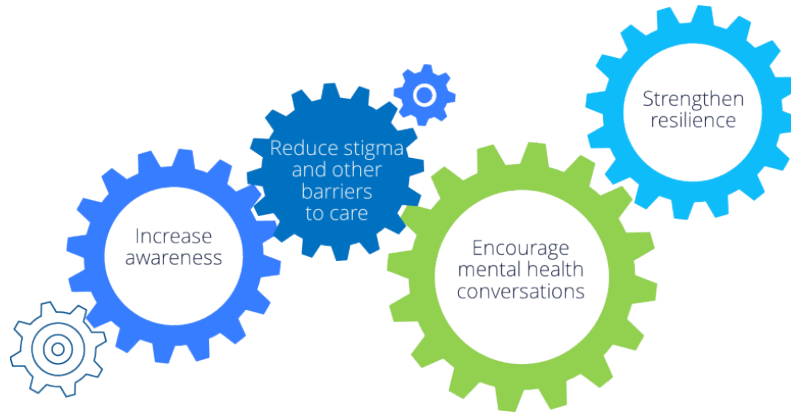 Increase
awareness
Reduce stigma
and other
barriers
to care
Encourage
mental health
conversations
Strengthen
resilience